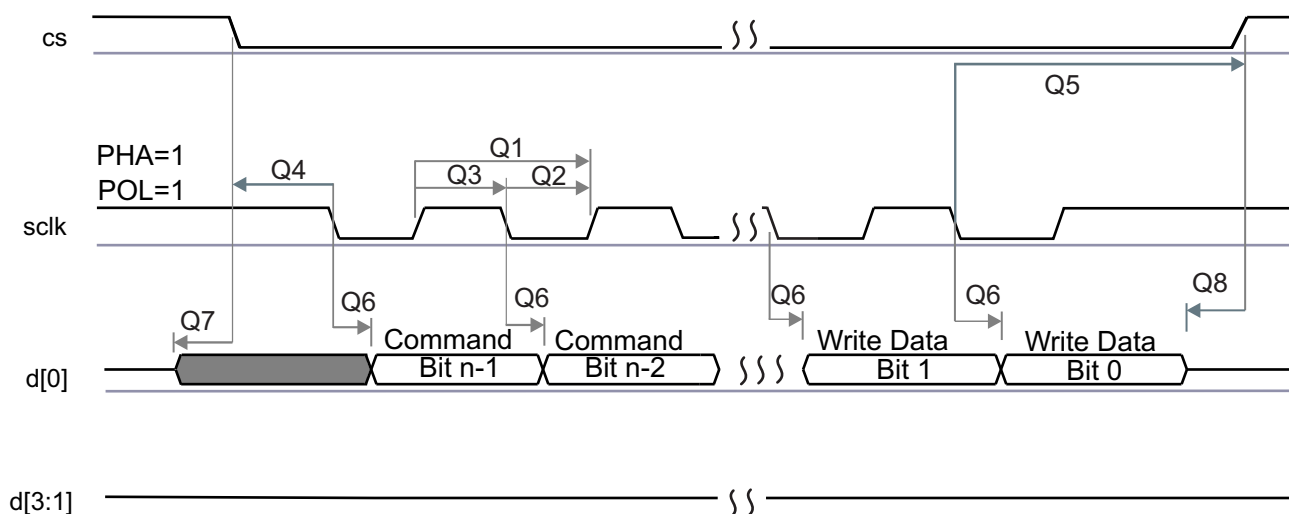 cs
Q5
PHA=1
Q1
Q4
Q3
Q2
POL=1
sclk
Q7
Q6
Q6
Q6
Q6
Q8
Command
Command
Write Data
Write Data
d[0]
Bit n-1
Bit n-2
Bit 1
Bit 0
d[3:1]